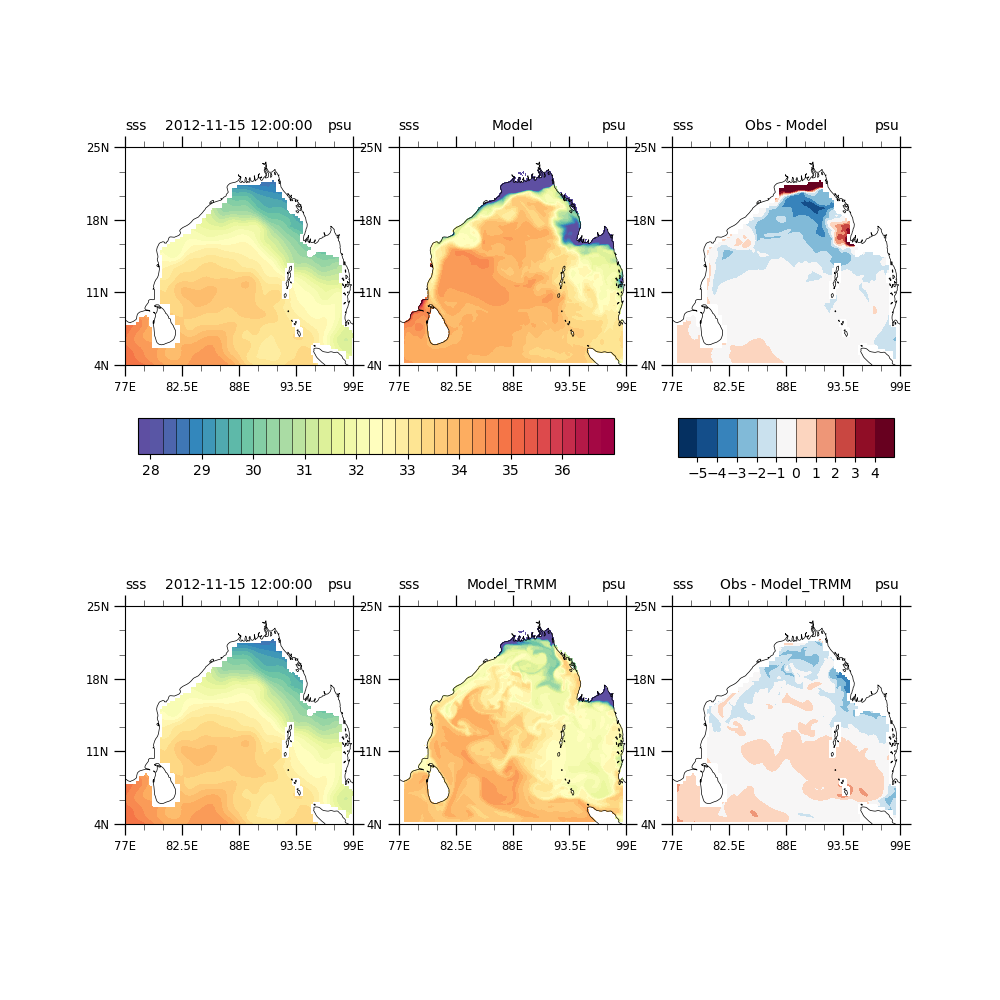 sss 2012-11-15 12:00:00 psu
sss Model psu
sss Obs - Model psu
25N
18N
11N
4N
77E 82.5E 88E 93.5E 99E
25N
18N
11N
4N
77E 82.5E 88E 93.5E 99E
25N
18N
11N
4N
77E 82.5E 88E 93.5E 99E
28 29 30 31 32 33 34 35 36
−5 −4 −3 −2 −1 0 1 2 3 4
sss 2012-11-15 12:00:00 psu
sss Model_TRMM psu
sss Obs - Model_TRMM psu
25N
18N
11N
4N
77E 82.5E 88E 93.5E 99E
25N
18N
11N
4N
77E 82.5E 88E 93.5E 99E
25N
18N
11N
4N
77E 82.5E 88E 93.5E 99E